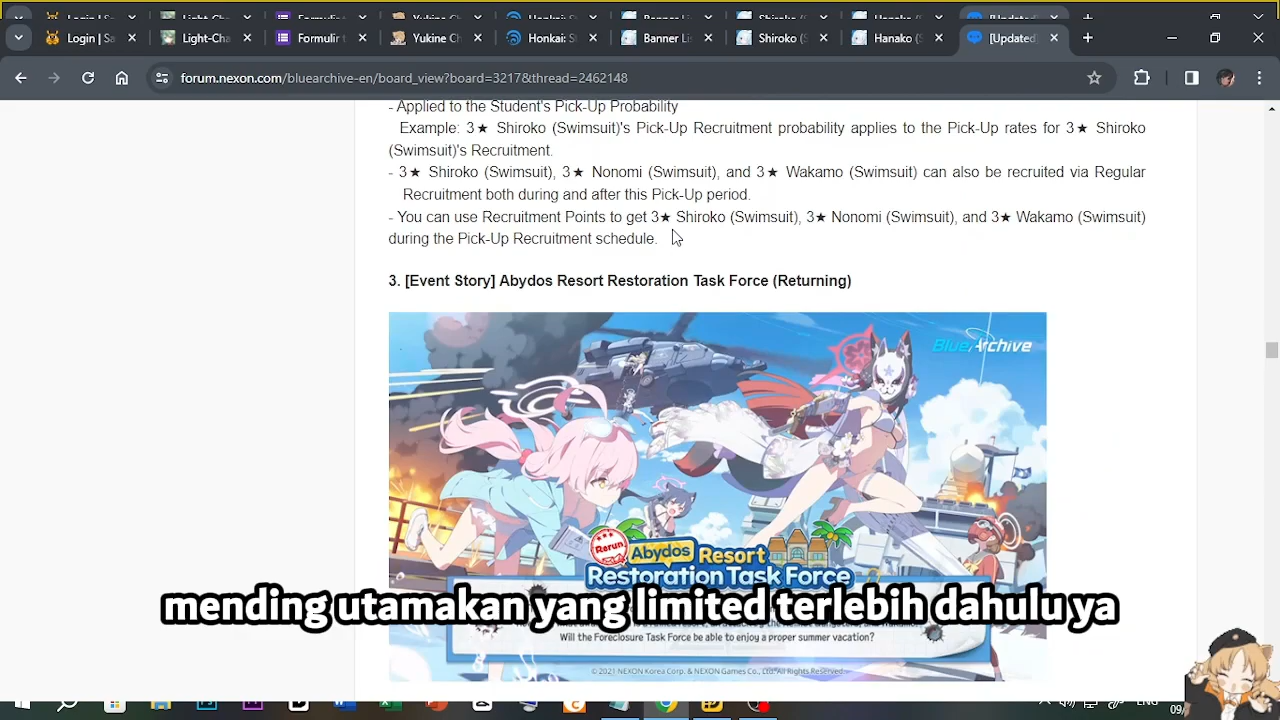 Login | Sa
Light-Cha
Formulir t
Yukine Ch
Honkai: S
Banner Li
Shiroko (S
Hanako (S
[Updated]
forum.nexon.com/bluearchive-en/board_view?board=3217&thread=2462148
- Applied to the Student's Pick-Up Probability
Example: 3★ Shiroko (Swimsuit)'s Pick-Up Recruitment probability applies to the Pick-Up rates for 3★ Shiroko
(Swimsuit)'s Recruitment.
- 3★ Shiroko (Swimsuit), 3★ Nonomi (Swimsuit), and 3★ Wakamo (Swimsuit) can also be recruited via Regular
Recruitment both during and after this Pick-Up period.
- You can use Recruitment Points to get 3★ Shiroko (Swimsuit), 3★ Nonomi (Swimsuit), and 3★ Wakamo (Swimsuit)
during the Pick-Up Recruitment schedule.
3. [Event Story] Abydos Resort Restoration Task Force (Returning)
Blue Archive
Rerun
Abydos Resort
Restoration Task Force
mending utamakan yang limited terlebih dahulu ya
Will the Foreclosure Task Force be able to enjoy a proper summer vacation?
© 2021 NEXON Korea Corp. & NEXON Games Co., Ltd. All Rights Reserved.